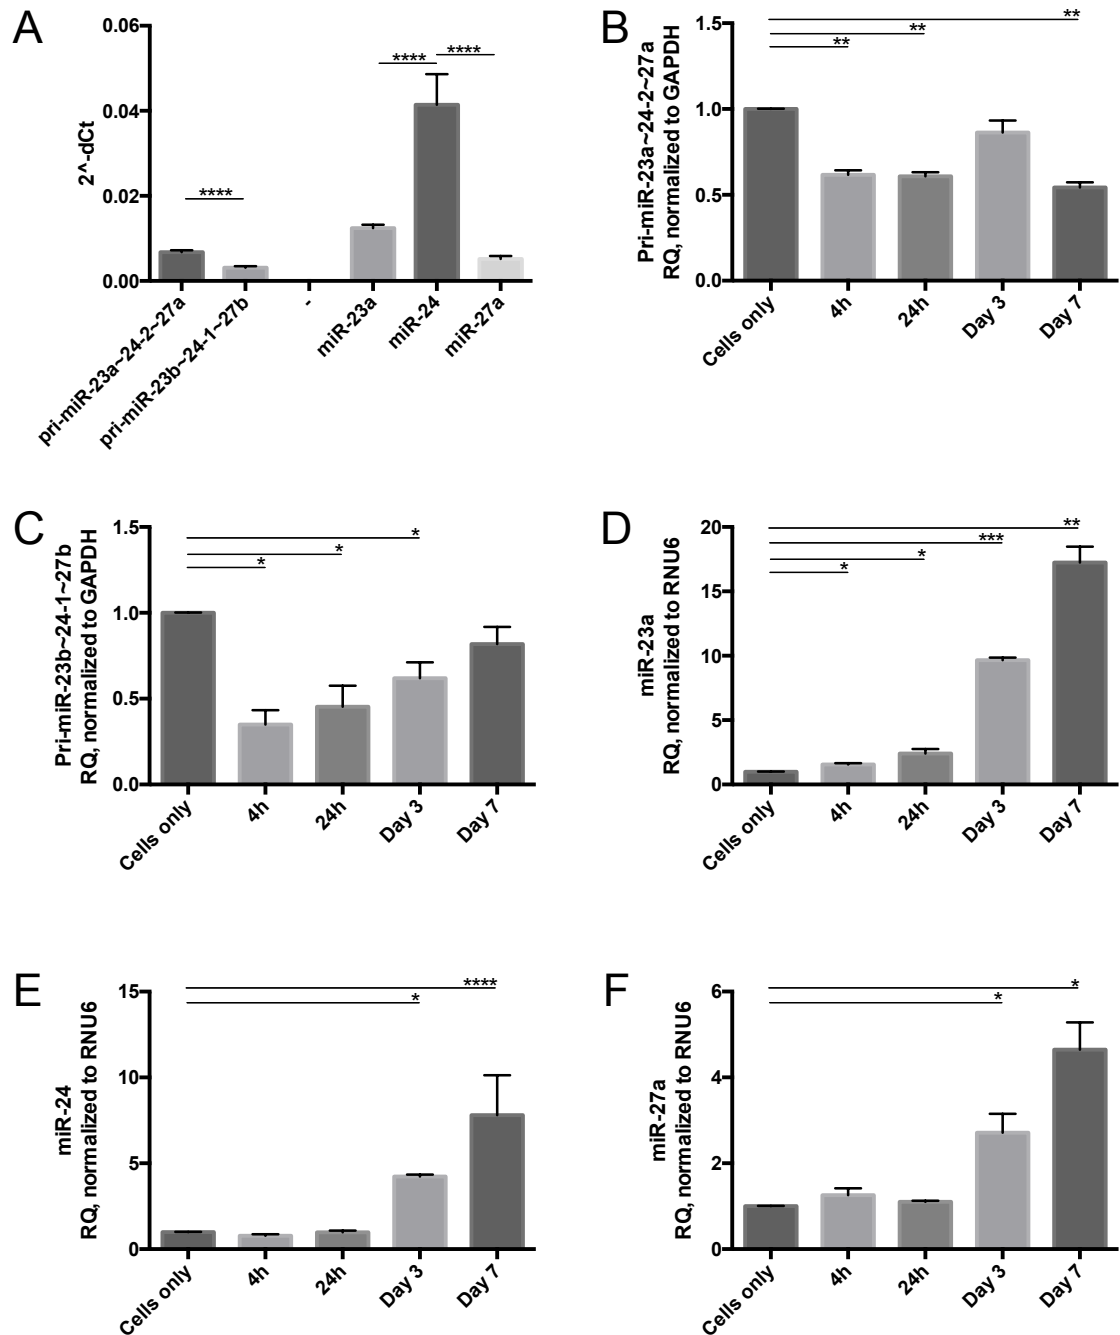 A
2^-dCt
0.06
0.04
0.02
0.00
****
****
****
pri-miR-23a~24-2~27a
pri-miR-23b~24-1~27b
-
miR-23a
miR-24
miR-27a
B
Pri-miR-23a~24-2~27a
RQ, normalized to GAPDH
1.5
1.0
0.5
0.0
**
**
**
Cells only
4h
24h
Day 3
Day 7
C
Pri-miR-23b~24-1~27b
RQ, normalized to GAPDH
1.5
1.0
0.5
0.0
*
*
*
Cells only
4h
24h
Day 3
Day 7
D
miR-23a
RQ, normalized to RNU6
20
15
10
5
0
**
***
*
*
Cells only
4h
24h
Day 3
Day 7
E
miR-24
RQ, normalized to RNU6
15
10
5
0
****
*
Cells only
4h
24h
Day 3
Day 7
F
miR-27a
RQ, normalized to RNU6
6
4
2
0
*
*
Cells only
4h
24h
Day 3
Day 7